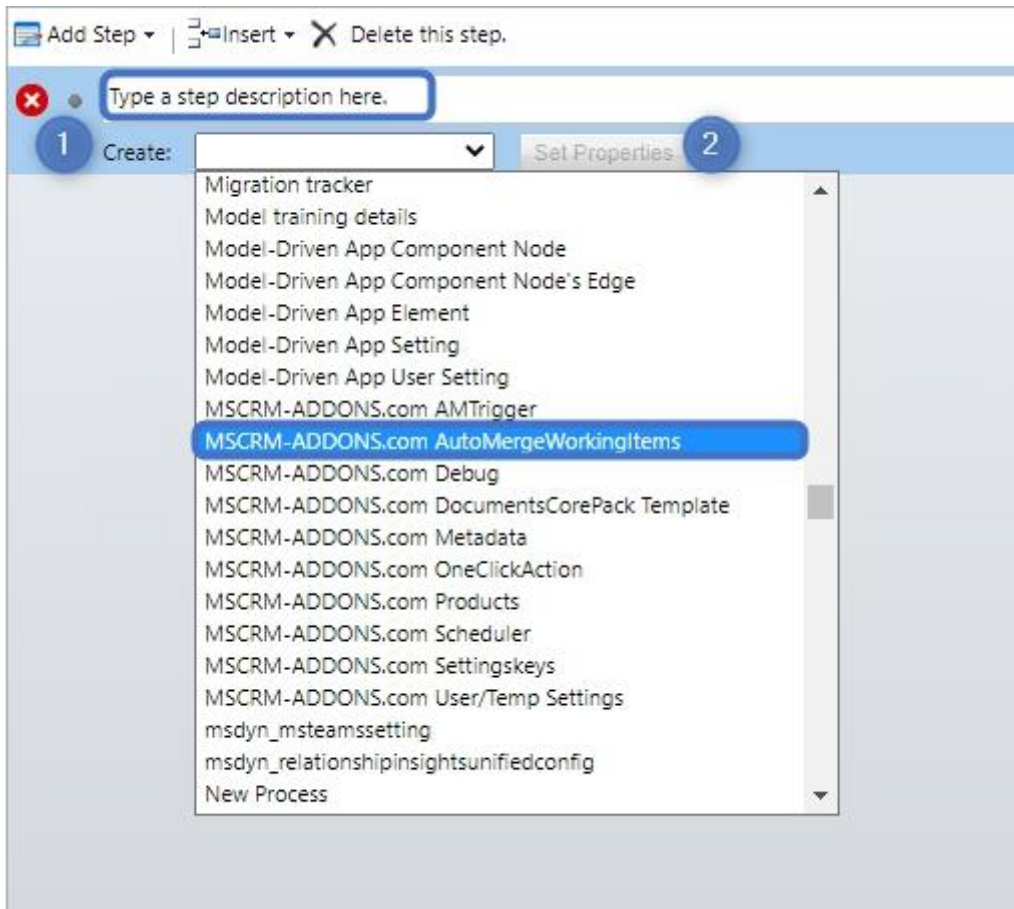 Add Step Insert Delete this step.
Type a step description here.
1 Create: Set Properties 2
Migration tracker
Model training details
Model-Driven App Component Node
Model-Driven App Component Node's Edge
Model-Driven App Element
Model-Driven App Setting
Model-Driven App User Setting
MSCRM-ADDONS.com AMTrigger
MSCRM-ADDONS.com AutoMergeWorkingItems
MSCRM-ADDONS.com Debug
MSCRM-ADDONS.com DocumentsCorePack Template
MSCRM-ADDONS.com Metadata
MSCRM-ADDONS.com OneClickAction
MSCRM-ADDONS.com Products
MSCRM-ADDONS.com Scheduler
MSCRM-ADDONS.com Settingskeys
MSCRM-ADDONS.com User/Temp Settings
msdyn_msteamssetting
msdyn_relationshipinsightsunifiedconfig
New Process